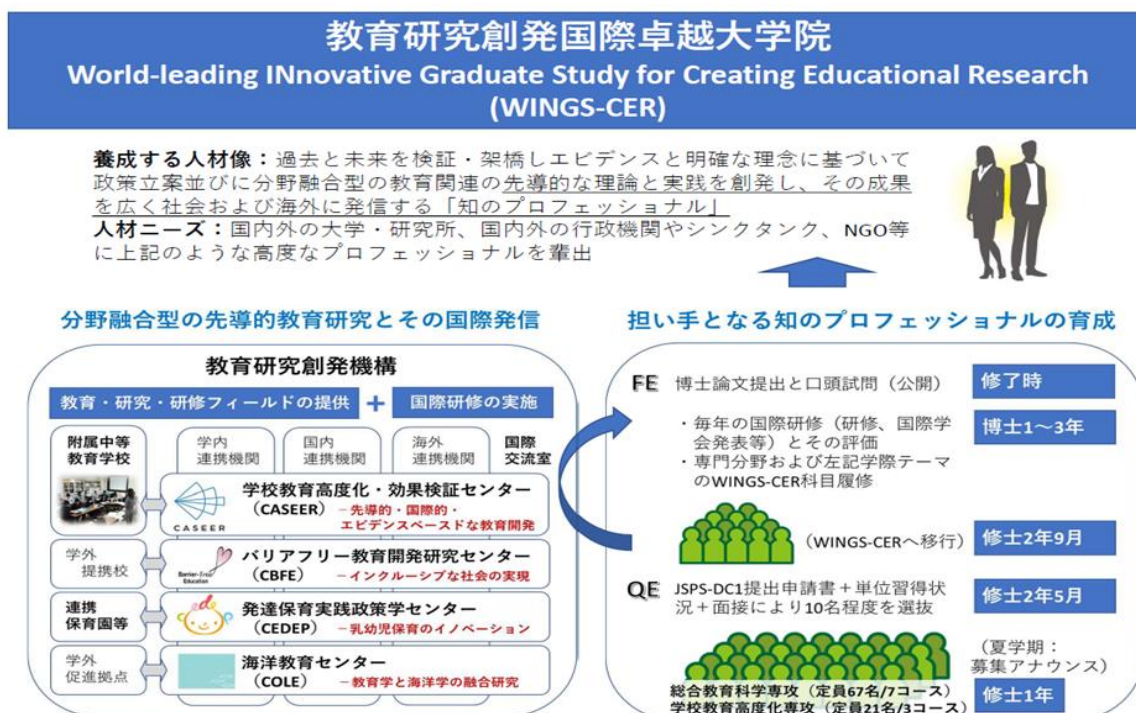 教育研究創発国際卓越大学院
World-leading INnovative Graduate Study for Creating Educational Research
(WINGS-CER)
養成する人材像：過去と未来を検証・架橋しエビデンスと明確な理念に基づいて
政策立案並びに分野融合型の教育関連の先導的な理論と実践を創発し、その成果
を広く社会および海外に発信する「知のプロフェッショナル」
人材ニーズ：国内外の大学・研究所、国内外の行政機関やシンクタンク、NGO等
に上記のような高度なプロフェッショナルを輩出
分野融合型の先導的教育研究とその国際発信
教育研究創発機構
教育・研究・研修フィールドの提供 + 国際研修の実施
附属中等
教育学校
学内
連携機関
国内
連携機関
海外
連携機関
国際
交流室
CASEER
学校教育高度化・効果検証センター
（CASEER） －先導的・国際的・
エビデンスベースドな教育開発
学外
提携校
Barrier-Free
Education
バリアフリー教育開発研究センター
（CBFE） －インクルーシブな社会の実現
連携
保育園等
cedep
発達保育実践政策学センター
（CEDEP） －乳幼児保育のイノベーション
学外
促進拠点
海洋教育センター
（COLE） －教育学と海洋学の融合研究
担い手となる知のプロフェッショナルの育成
FE 博士論文提出と口頭試問（公開） 修了時
・毎年の国際研修（研修、国際学
会発表等）とその評価
・専門分野および左記学際テーマ
のWINGS-CER科目履修
博士1～3年
（WINGS-CERへ移行） 修士2年9月
QE JSPS-DC1提出申請書＋単位習得状
況＋面接により10名程度を選抜
修士2年5月
（夏学期：
募集アナウンス）
総合教育科学専攻（定員67名/7コース）
学校教育高度化専攻（定員21名/3コース）
修士1年